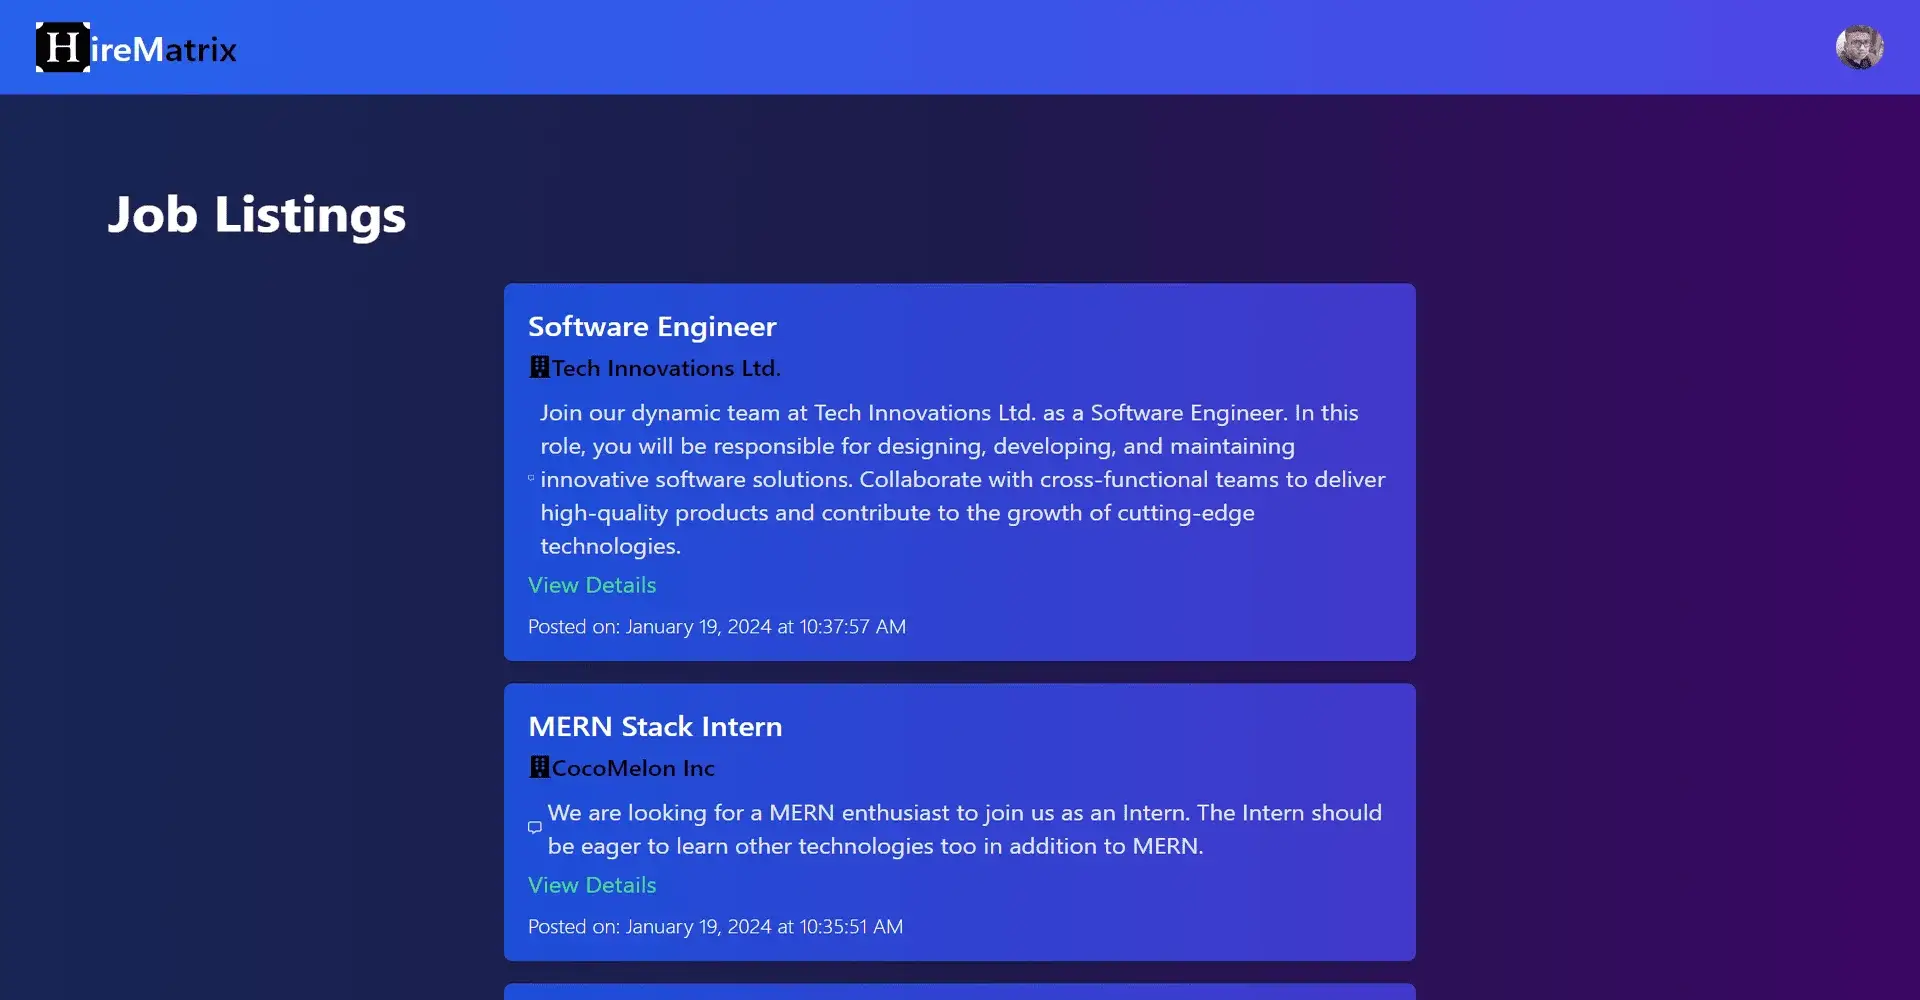 HireMatrix
Job Listings
Software Engineer
Tech Innovations Ltd.
Join our dynamic team at Tech Innovations Ltd. as a Software Engineer. In this
role, you will be responsible for designing, developing, and maintaining
innovative software solutions. Collaborate with cross-functional teams to deliver
high-quality products and contribute to the growth of cutting-edge
technologies.
View Details
Posted on: January 19, 2024 at 10:37:57 AM
MERN Stack Intern
CocoMelon Inc
We are looking for a MERN enthusiast to join us as an Intern. The Intern should
be eager to learn other technologies too in addition to MERN.
View Details
Posted on: January 19, 2024 at 10:35:51 AM